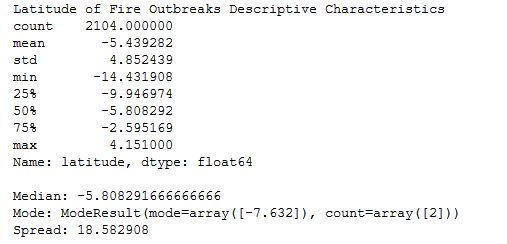 Latitude of Fire Outbreaks Descriptive Characteristics
count    2104.000000
mean       -5.439282
std         4.852439
min       -14.431908
25%        -9.946974
50%        -5.808292
75%        -2.595169
max         4.151000
Name: latitude, dtype: float64
Median: -5.808291666666666
Mode: ModeResult(mode=array([-7.632]), count=array([2]))
Spread: 18.582908